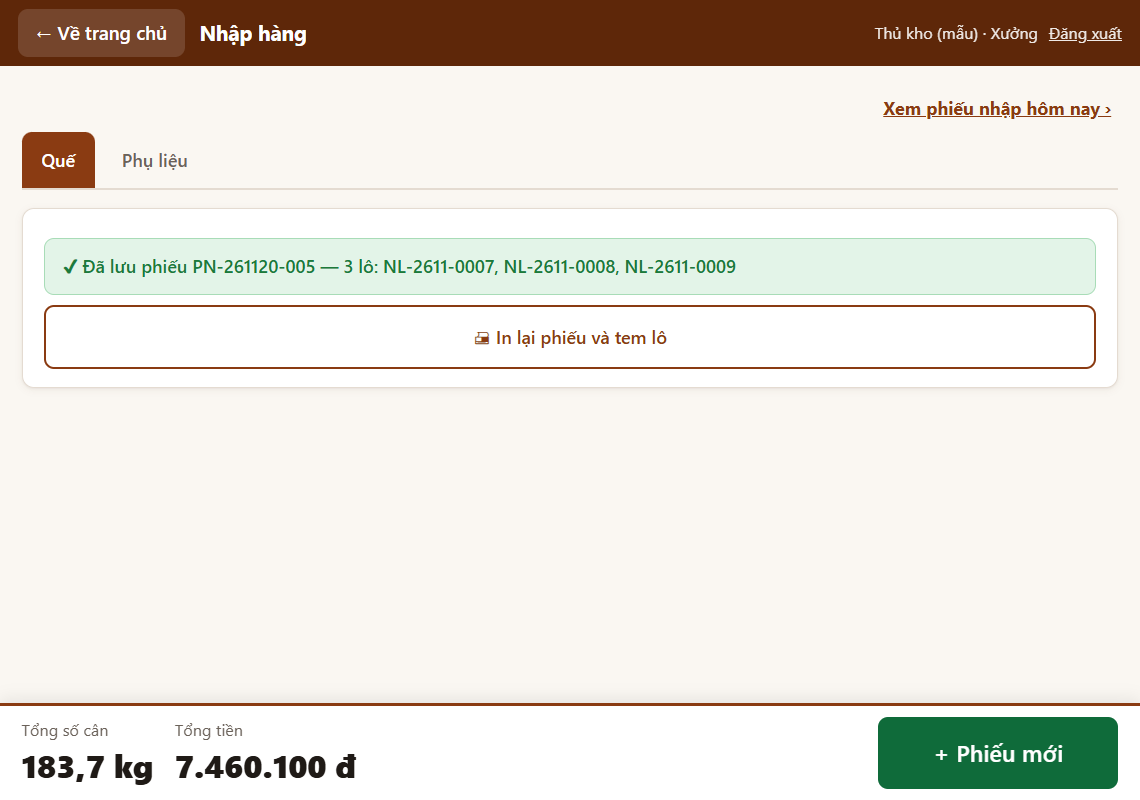 ← Về trang chủ
Nhập hàng
Thủ kho (mẫu) · Xưởng
Đăng xuất
Xem phiếu nhập hôm nay ›
Quế
Phụ liệu
✓ Đã lưu phiếu PN-261120-005 — 3 lô: NL-2611-0007, NL-2611-0008, NL-2611-0009
In lại phiếu và tem lô
Tổng số cân
Tổng tiền
183,7 kg
7.460.100 đ
+ Phiếu mới